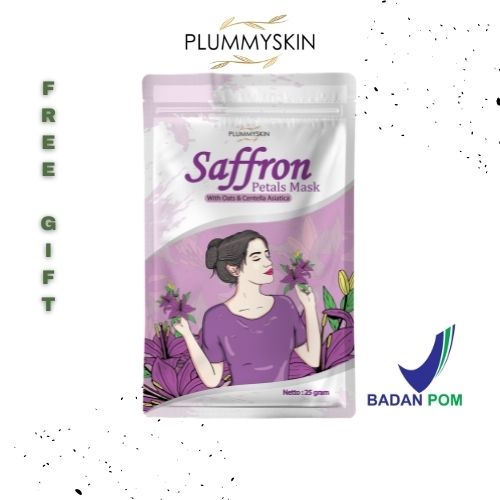 PLUMMYSKIN
FREE GIFT
PLUMMYSKIN
Saffron
Petals Mask
With Oats & Centella Asiatica
Netto : 25 gram
BADAN POM